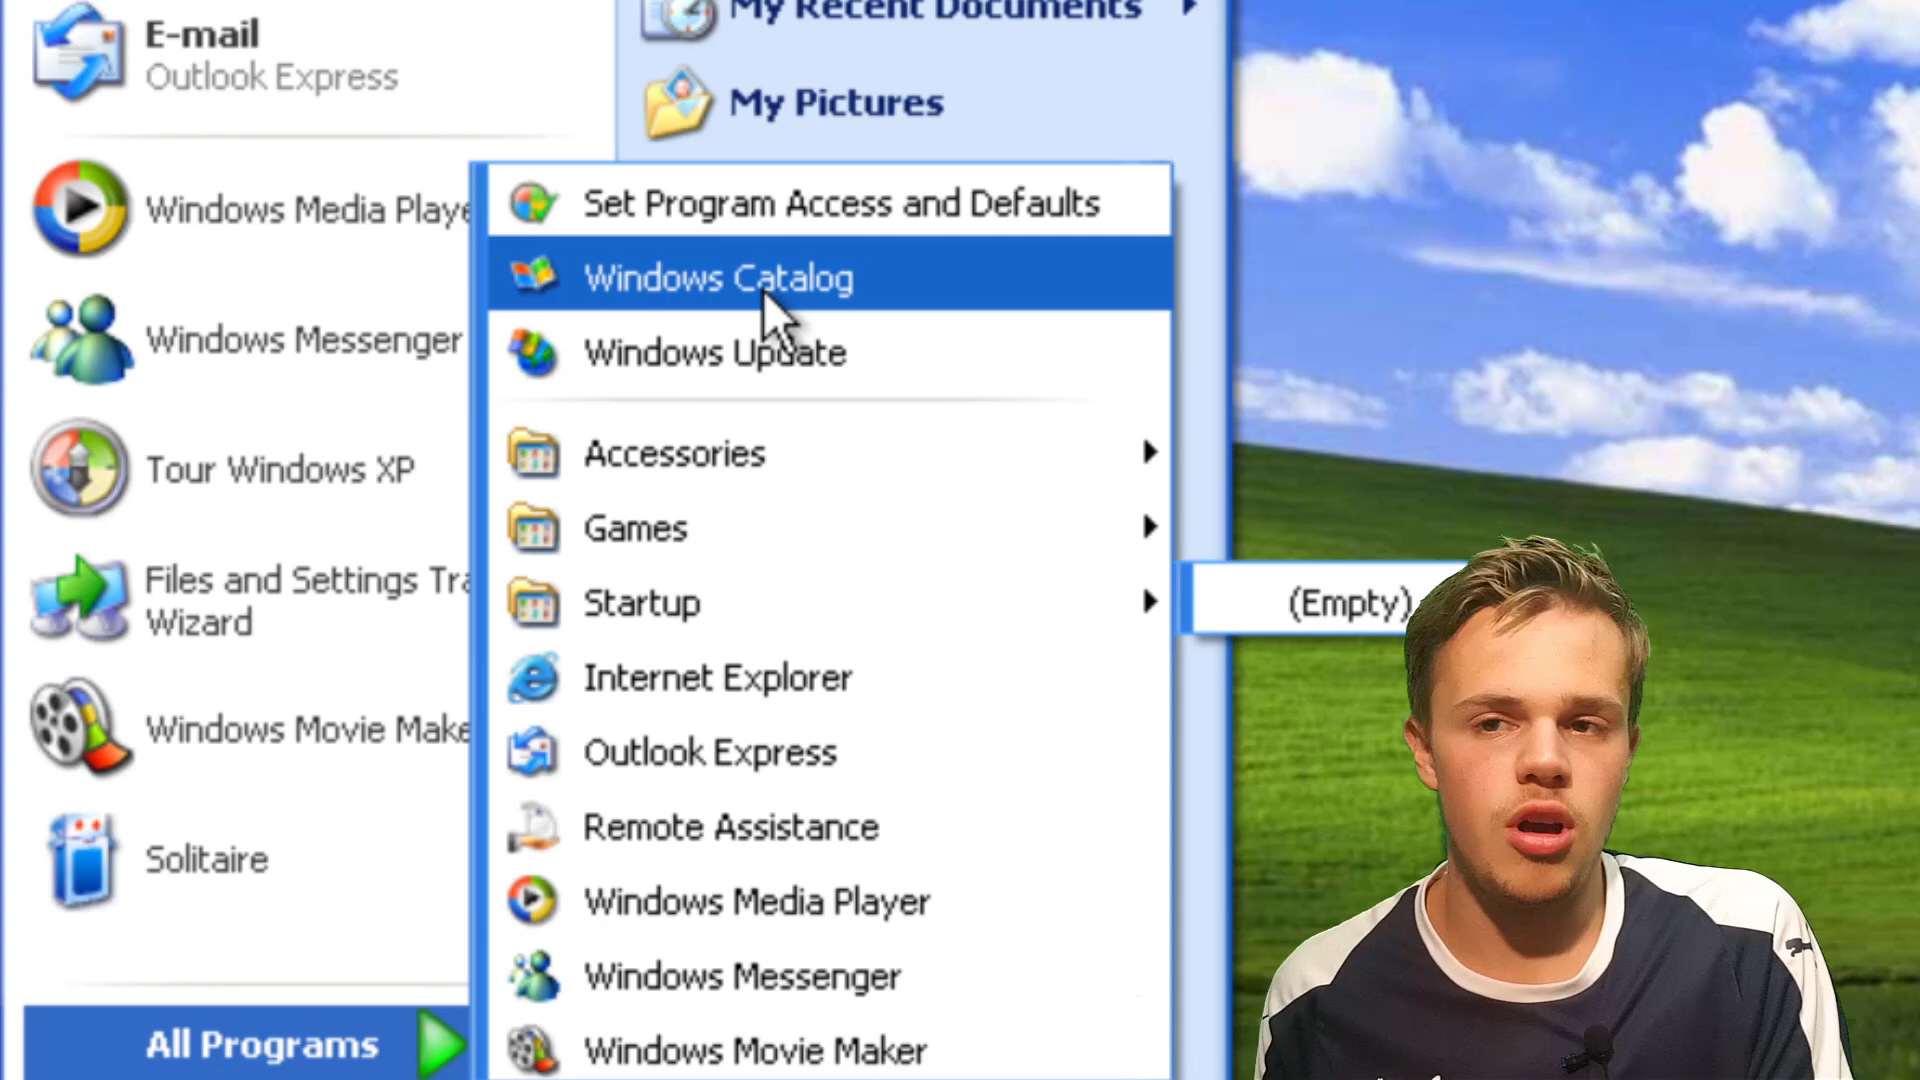 E-mail
Outlook Express
Windows Media Playe
Windows Messenger
Tour Windows XP
Files and Settings Tra
Wizard
Windows Movie Make
Solitaire
All Programs
My Recent Documents
My Pictures
Set Program Access and Defaults
Windows Catalog
Windows Update
Accessories
Games
Startup
(Empty)
Internet Explorer
Outlook Express
Remote Assistance
Windows Media Player
Windows Messenger
Windows Movie Maker